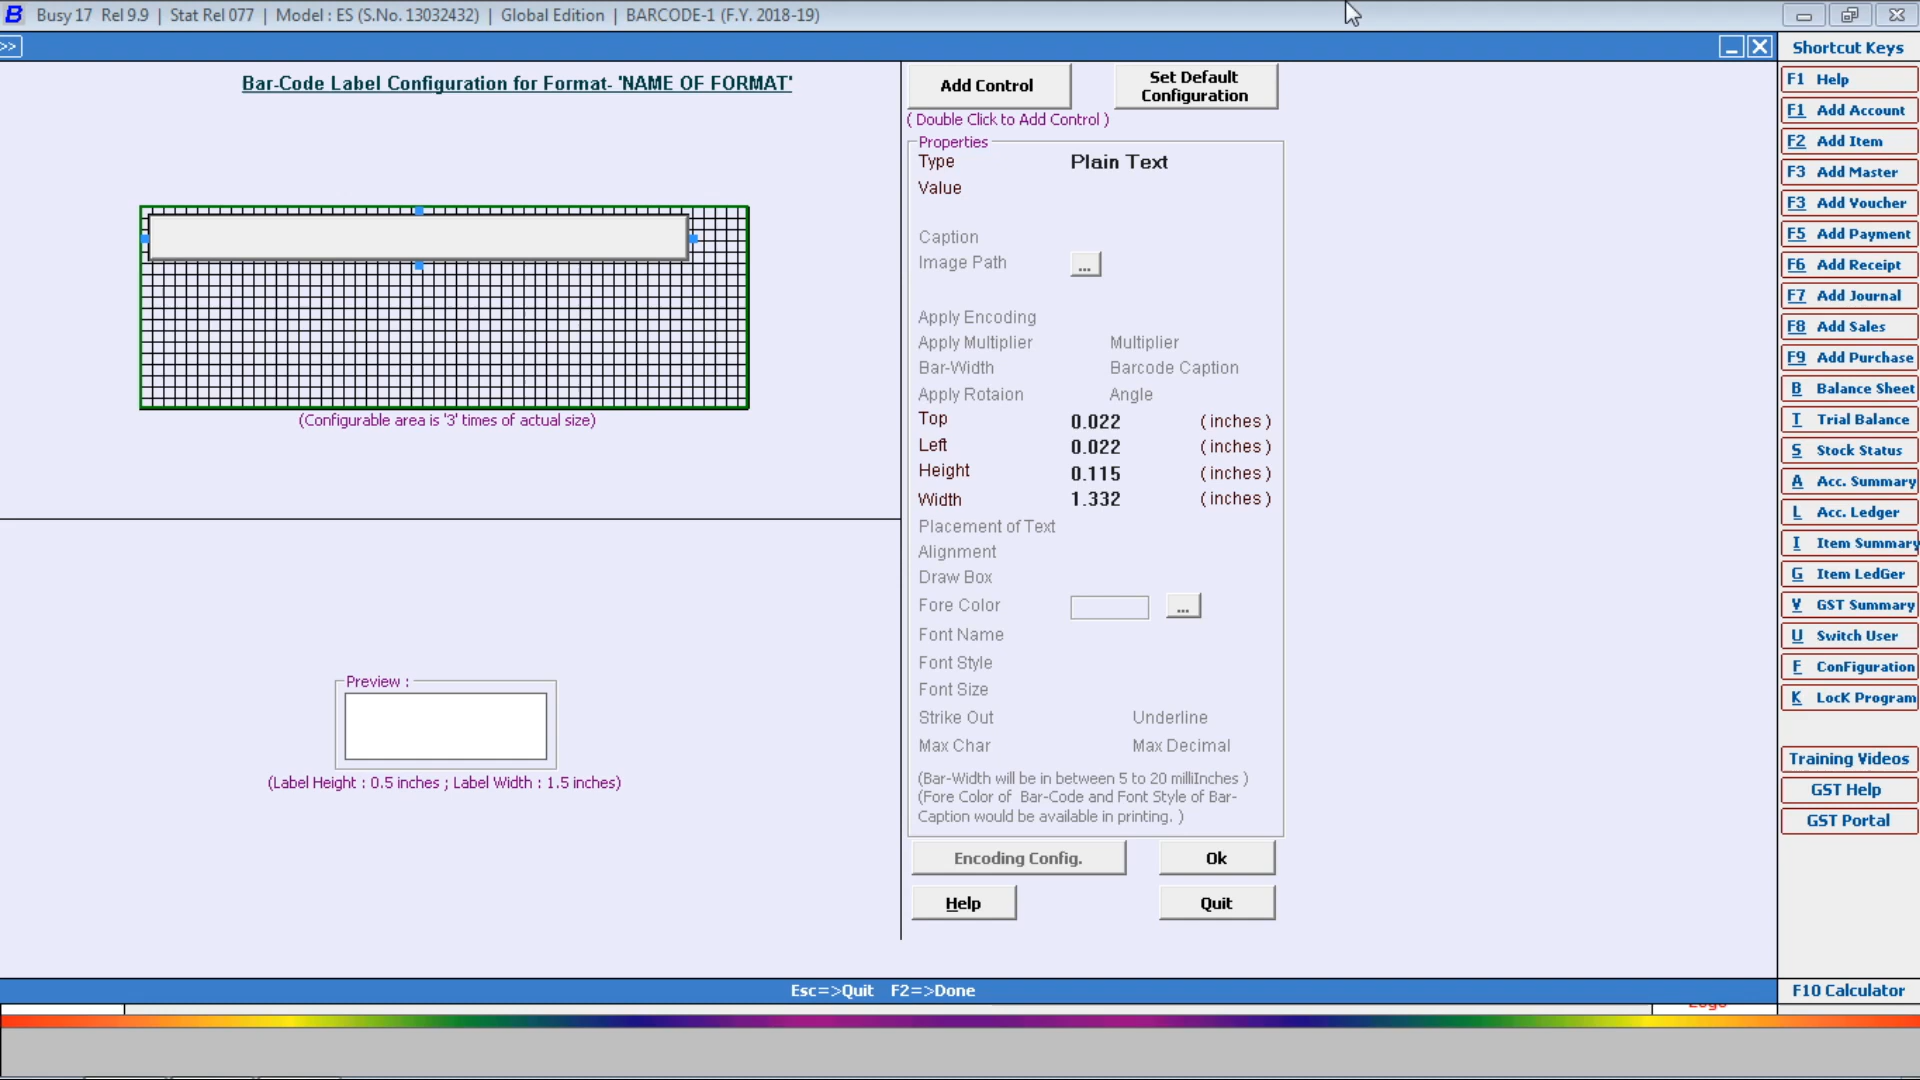 Busy 17 Rel 9.9 | Stat Rel 077 | Model : ES (S.No. 13032432) | Global Edition | BARCODE-1 (F.Y. 2018-19)
>>
Shortcut Keys
Bar-Code Label Configuration for Format- 'NAME OF FORMAT'
(Configurable area is '3' times of actual size)
Preview :
(Label Height : 0.5 inches ; Label Width : 1.5 inches)
Add Control
Set Default Configuration
( Double Click to Add Control )
Properties
Type Plain Text
Value
Caption
Image Path ...
Apply Encoding
Apply Multiplier Multiplier
Bar-Width Barcode Caption
Apply Rotaion Angle
Top 0.022 ( inches )
Left 0.022 ( inches )
Height 0.115 ( inches )
Width 1.332 ( inches )
Placement of Text
Alignment
Draw Box
Fore Color ...
Font Name
Font Style
Font Size
Strike Out Underline
Max Char Max Decimal
(Bar-Width will be in between 5 to 20 milliInches )
(Fore Color of Bar-Code and Font Style of Bar-
Caption would be available in printing. )
Encoding Config. Ok
Help Quit
F1 Help
F1 Add Account
F2 Add Item
F3 Add Master
F3 Add Voucher
F5 Add Payment
F6 Add Receipt
F7 Add Journal
F8 Add Sales
F9 Add Purchase
B Balance Sheet
T Trial Balance
S Stock Status
A Acc. Summary
L Acc. Ledger
I Item Summary
G Item LedGer
Y GST Summary
U Switch User
F ConFiguration
K LocK Program
Training Videos
GST Help
GST Portal
Esc=>Quit F2=>Done
F10 Calculator